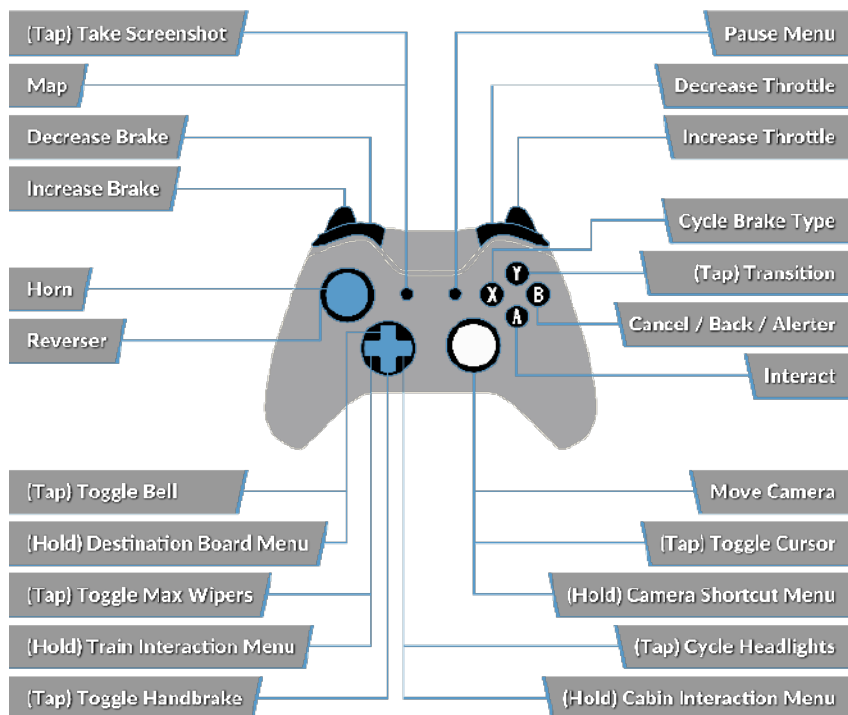 (Tap) Take Screenshot
Map
Decrease Brake
Increase Brake
Horn
Reverser
(Tap) Toggle Bell
(Hold) Destination Board Menu
(Tap) Toggle Max Wipers
(Hold) Train Interaction Menu
(Tap) Toggle Handbrake
Pause Menu
Decrease Throttle
Increase Throttle
Cycle Brake Type
(Tap) Transition
Cancel / Back / Alerter
Interact
Move Camera
(Tap) Toggle Cursor
(Hold) Camera Shortcut Menu
(Tap) Cycle Headlights
(Hold) Cabin Interaction Menu
Y
X B
A